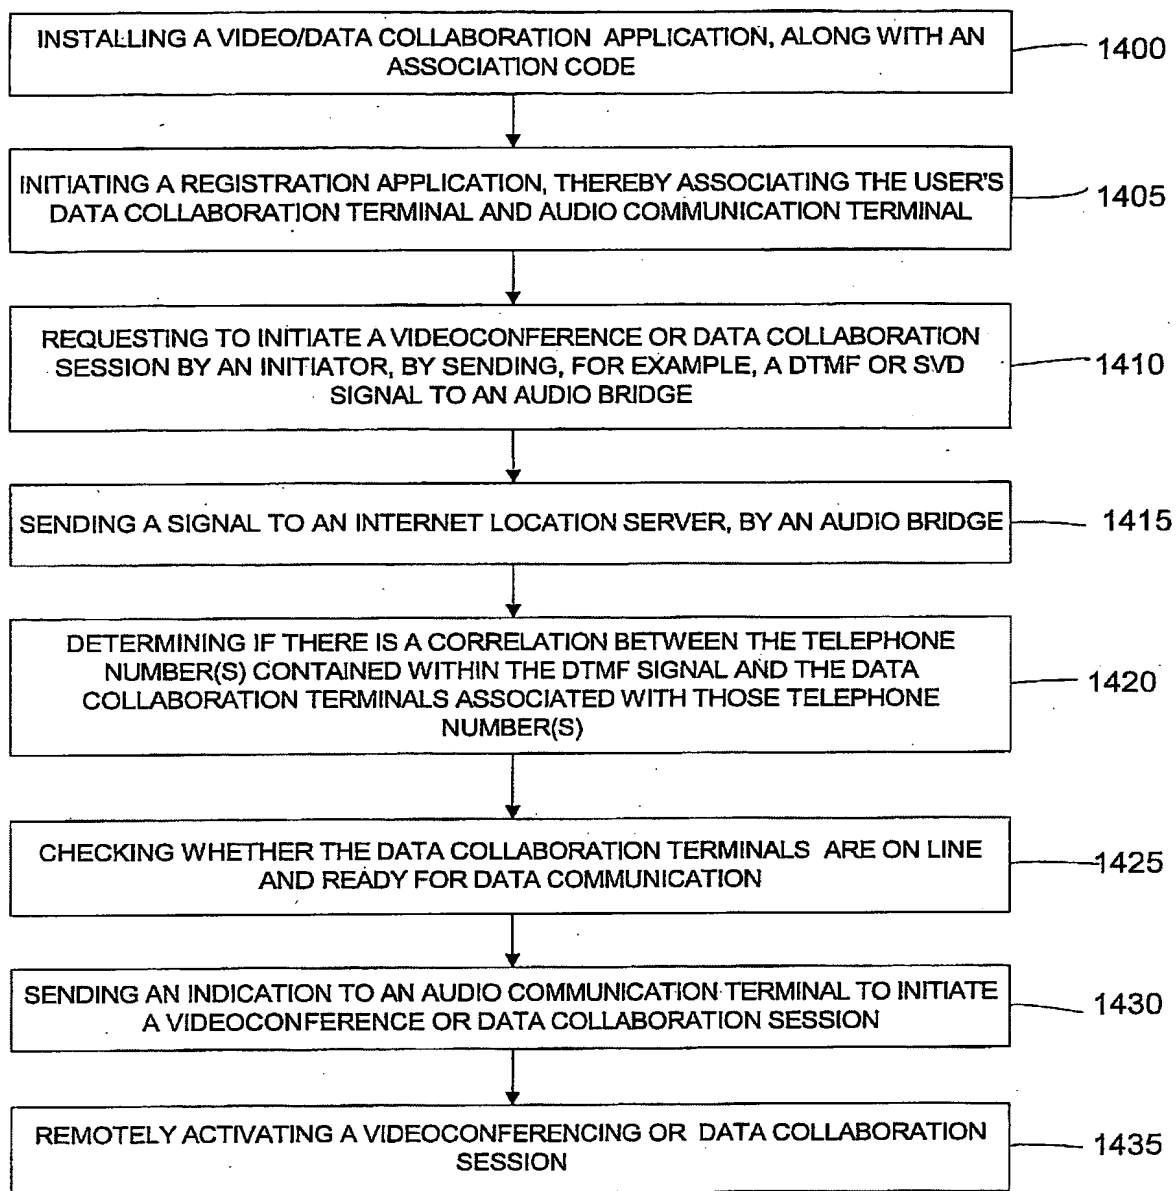 INSTALLING A VIDEO/DATA COLLABORATION APPLICATION, ALONG WITH AN
ASSOCIATION CODE
1400
INITIATING A REGISTRATION APPLICATION, THEREBY ASSOCIATING THE USER'S
DATA COLLABORATION TERMINAL AND AUDIO COMMUNICATION TERMINAL
1405
REQUESTING TO INITIATE A VIDEOCONFERENCE OR DATA COLLABORATION
SESSION BY AN INITIATOR, BY SENDING, FOR EXAMPLE, A DTMF OR SVD
SIGNAL TO AN AUDIO BRIDGE
1410
SENDING A SIGNAL TO AN INTERNET LOCATION SERVER, BY AN AUDIO BRIDGE
1415
DETERMINING IF THERE IS A CORRELATION BETWEEN THE TELEPHONE
NUMBER(S) CONTAINED WITHIN THE DTMF SIGNAL AND THE DATA
COLLABORATION TERMINALS ASSOCIATED WITH THOSE TELEPHONE
NUMBER(S)
1420
CHECKING WHETHER THE DATA COLLABORATION TERMINALS ARE ON LINE
AND READY FOR DATA COMMUNICATION
1425
SENDING AN INDICATION TO AN AUDIO COMMUNICATION TERMINAL TO INITIATE
A VIDEOCONFERENCE OR DATA COLLABORATION SESSION
1430
REMOTELY ACTIVATING A VIDEOCONFERENCING OR DATA COLLABORATION
SESSION
1435